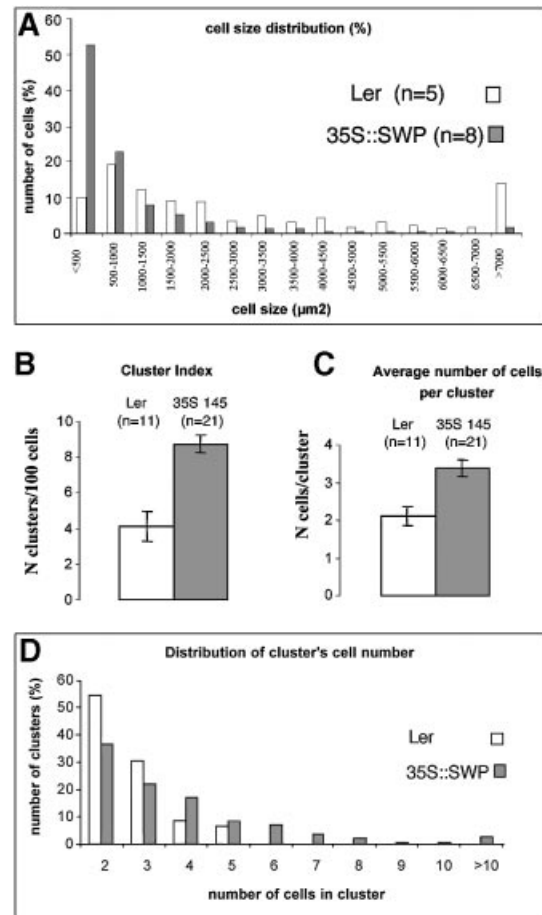 A
cell size distribution (%)
60
50
40
30
20
10
0
number of cells (%)
Ler (n=5)
35S::SWP (n=8)
<500
500-1000
1000-1500
1500-2000
2000-2500
2500-3000
3000-3500
3500-4000
4000-4500
4500-5000
5000-5500
5500-6000
6000-6500
6500-7000
>7000
cell size (µm2)
B
Cluster Index
Ler
(n=11)
35S 145
(n=21)
10
8
6
4
2
0
N clusters/100 cells
C
Average number of cells
per cluster
Ler
(n=11)
35S 145
(n=21)
4
3
2
1
0
N cells/cluster
D
Distribution of cluster's cell number
60
50
40
30
20
10
0
number of clusters (%)
Ler
35S::SWP
2 3 4 5 6 7 8 9 10 >10
number of cells in cluster